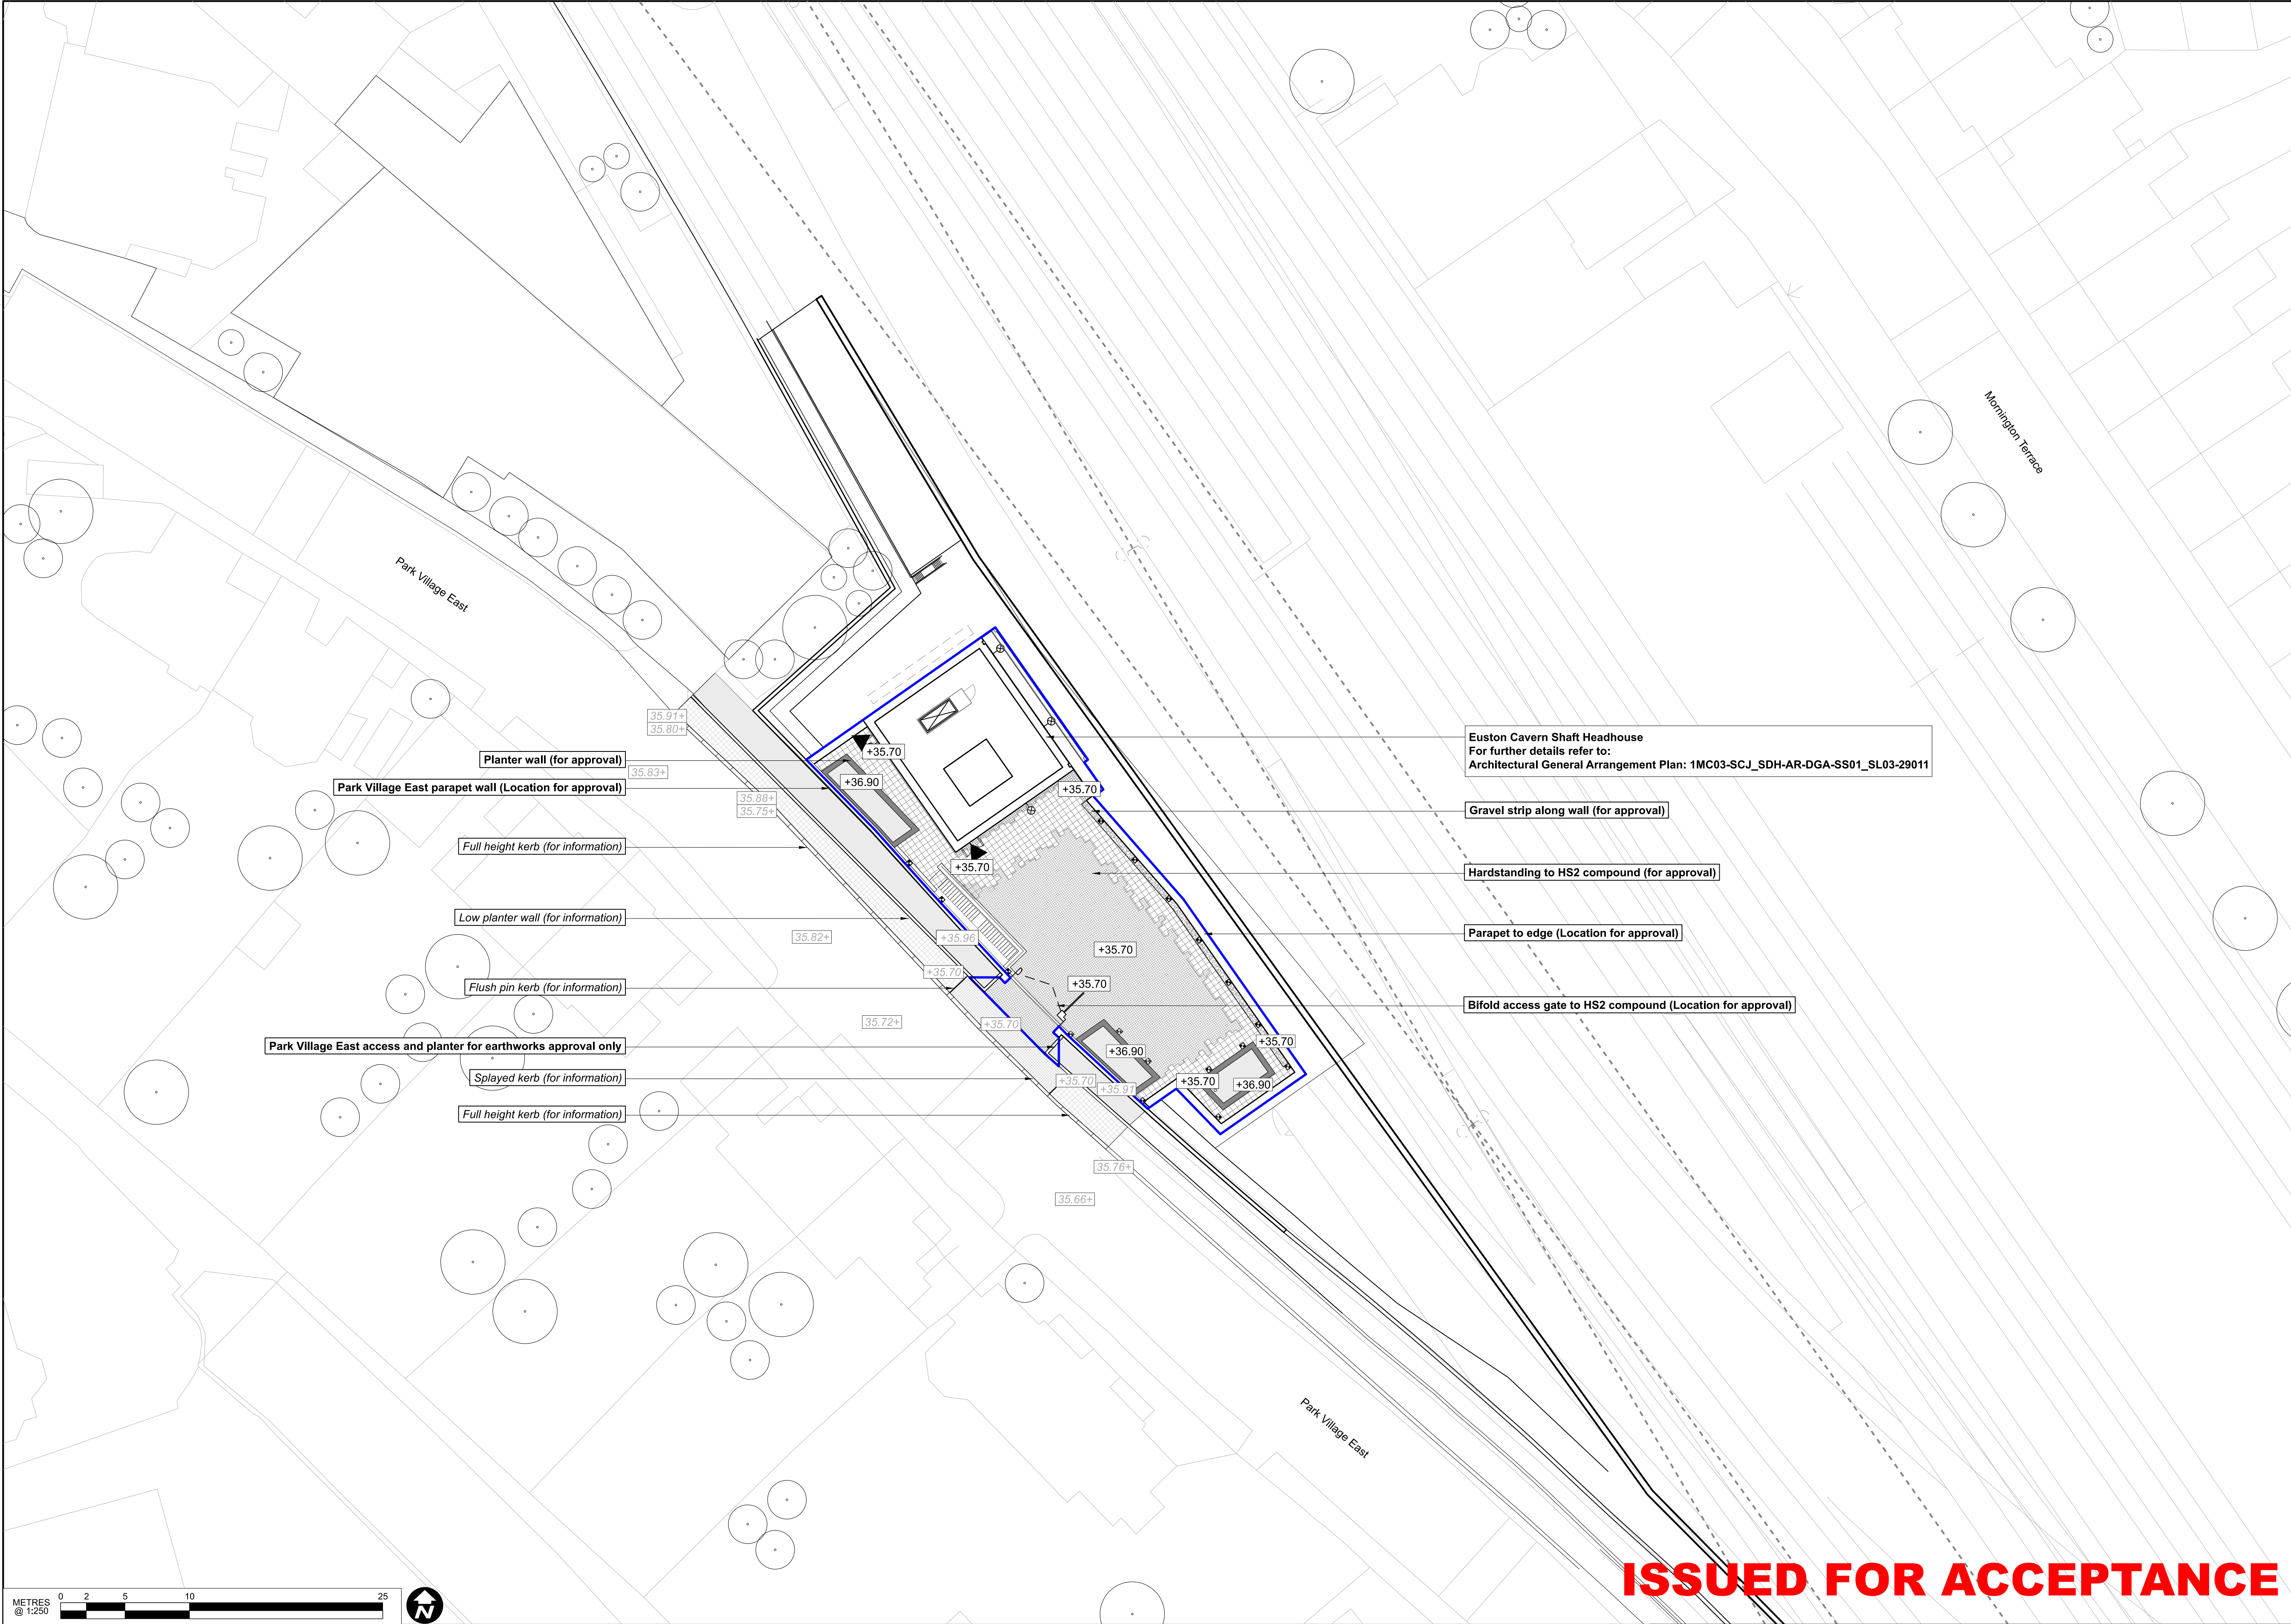 Mornington Terrace
Park Village East
35.91+
35.80+
Euston Cavern Shaft Headhouse
For further details refer to:
Architectural General Arrangement Plan: 1MC03-SCJ_SDH-AR-DGA-SS01_SL03-29011
+35.70
Planter wall (for approval)
35.83+
+36.90
Park Village East parapet wall (Location for approval)
+35.70
35.88+
35.75+
Gravel strip along wall (for approval)
Full height kerb (for information)
+35.70
Hardstanding to HS2 compound (for approval)
Low planter wall (for information)
35.82+
+35.96
+35.70
Parapet to edge (Location for approval)
+35.70
Flush pin kerb (for information)
+35.70
Bifold access gate to HS2 compound (Location for approval)
35.72+
+35.70
Park Village East access and planter for earthworks approval only
+36.90
+35.70
Splayed kerb (for information)
+35.70
+35.91
+35.70
+36.90
Full height kerb (for information)
35.76+
35.66+
Park Village East
ISSUED FOR ACCEPTANCE
METRES
@ 1:250
0 2 5 10 25
N